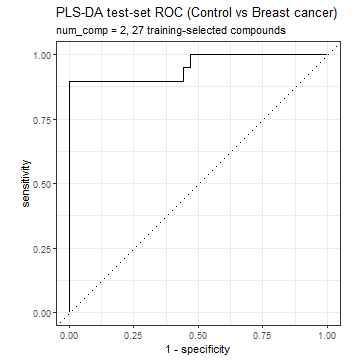 PLS-DA test-set ROC (Control vs Breast cancer)
num_comp = 2, 27 training-selected compounds
1.00
0.75
0.50
0.25
0.00
sensitivity
0.00
0.25
0.50
0.75
1.00
1 - specificity